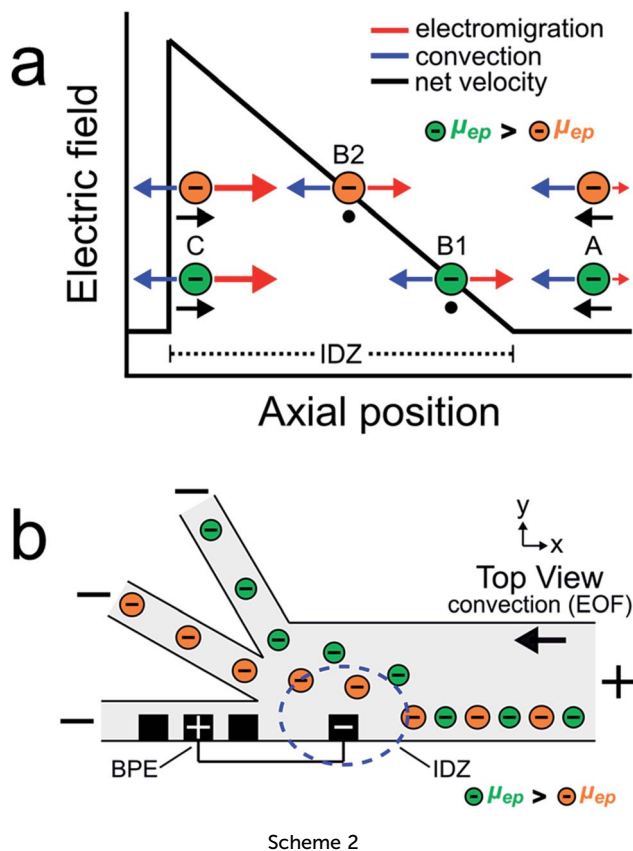 a
electromigration
convection
net velocity
− μep > − μep
Electric field
B2
− − −
C B1 A
− − −
IDZ
Axial position
b
−
y
x
Top View
convection (EOF)
−
+
−
+ −
BPE
IDZ
− μep > − μep
Scheme 2